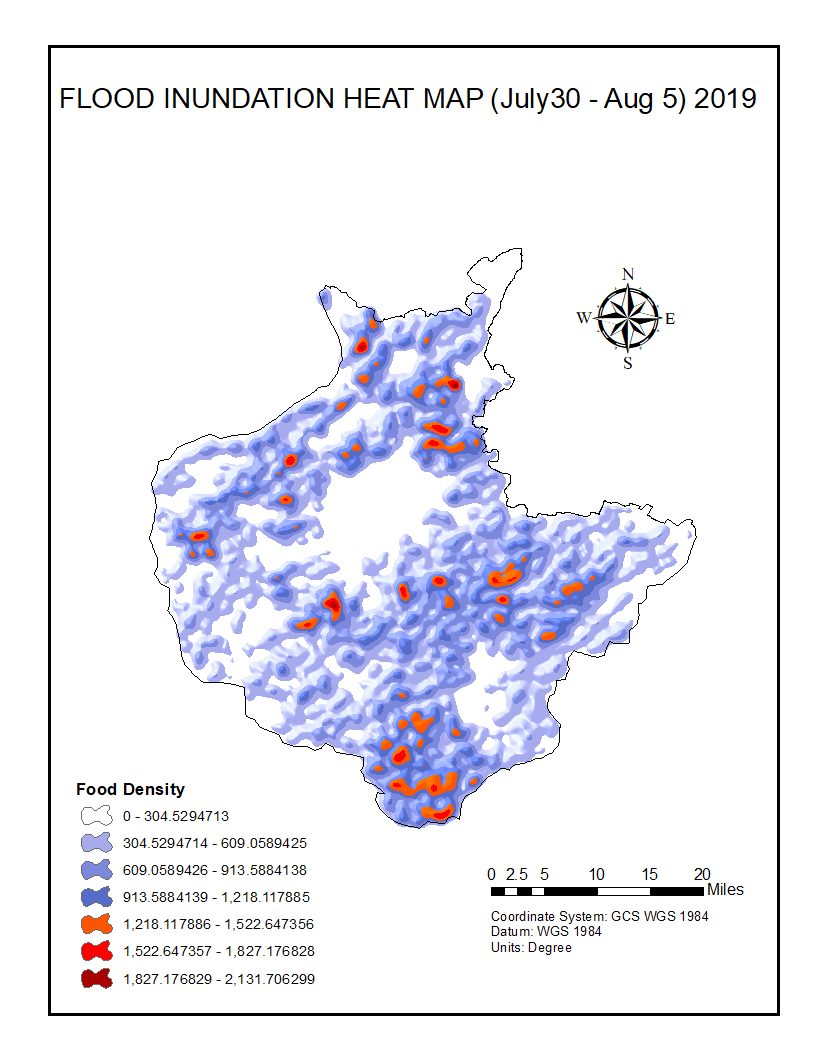 FLOOD INUNDATION HEAT MAP (July30 - Aug 5) 2019
N
W E
S
Food Density
0 - 304.5294713
304.5294714 - 609.0589425
609.0589426 - 913.5884138
913.5884139 - 1,218.117885
1,218.117886 - 1,522.647356
1,522.647357 - 1,827.176828
1,827.176829 - 2,131.706299
0 2.5 5 10 15 20
Miles
Coordinate System: GCS WGS 1984
Datum: WGS 1984
Units: Degree